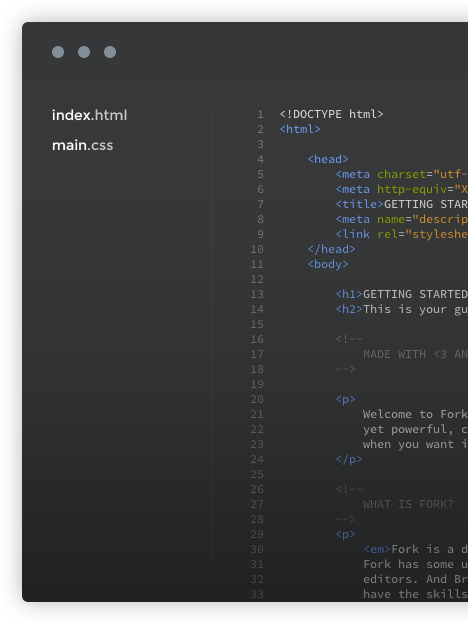 index.html
main.css
1 <!DOCTYPE html>
2 <html>
3
4 <head>
5 <meta charset="utf-
6 <meta http-equiv="X
7 <title>GETTING STAR
8 <meta name="descrip
9 <link rel="styleshe
10 </head>
11 <body>
12
13 <h1>GETTING STARTED
14 <h2>This is your gu
15
16 <!--
17 MADE WITH <3 AN
18 -->
19
20 <p>
21 Welcome to Fork
22 yet powerful, c
23 when you want i
24 </p>
25
26 <!--
27 WHAT IS FORK?
28 -->
29 <p>
30 <em>Fork is a d
31 Fork has some u
32 editors. And Br
33 have the skills